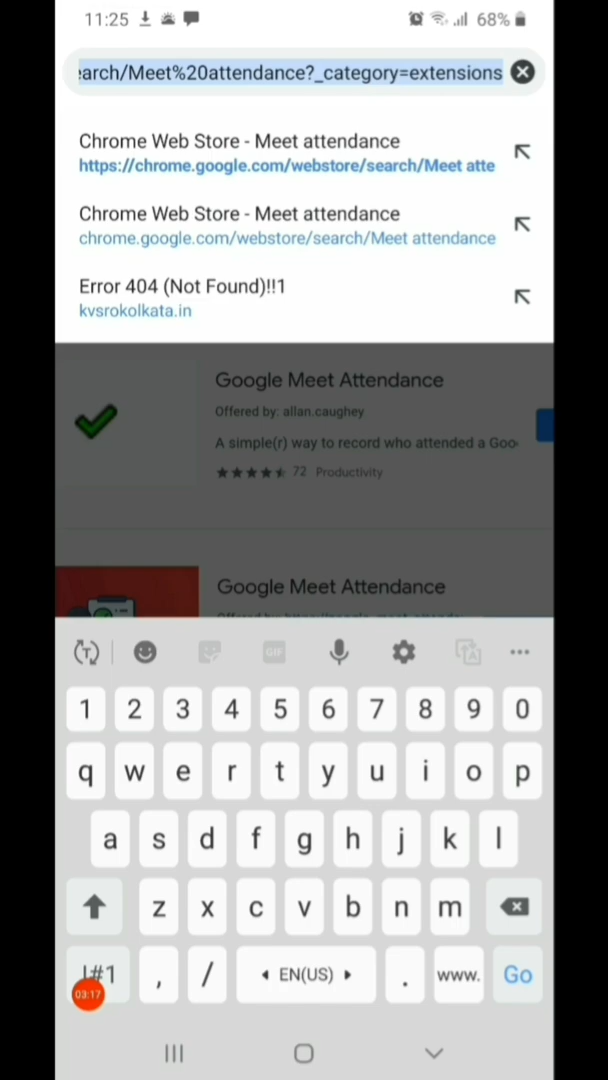 11:25 68%
:arch/Meet%20attendance?_category=extensions
Chrome Web Store - Meet attendance
https://chrome.google.com/webstore/search/Meet atte
Chrome Web Store - Meet attendance
chrome.google.com/webstore/search/Meet attendance
Error 404 (Not Found)!!1
kvsrokolkata.in
Google Meet Attendance
Offered by: allan.caughey
A simple(r) way to record who attended a Goo
72 Productivity
Google Meet Attendance
T GIF A
1 2 3 4 5 6 7 8 9 0
q w e r t y u i o p
a s d f g h j k l
z x c v b n m
!#1 , / EN(US) . www. Go
03:17